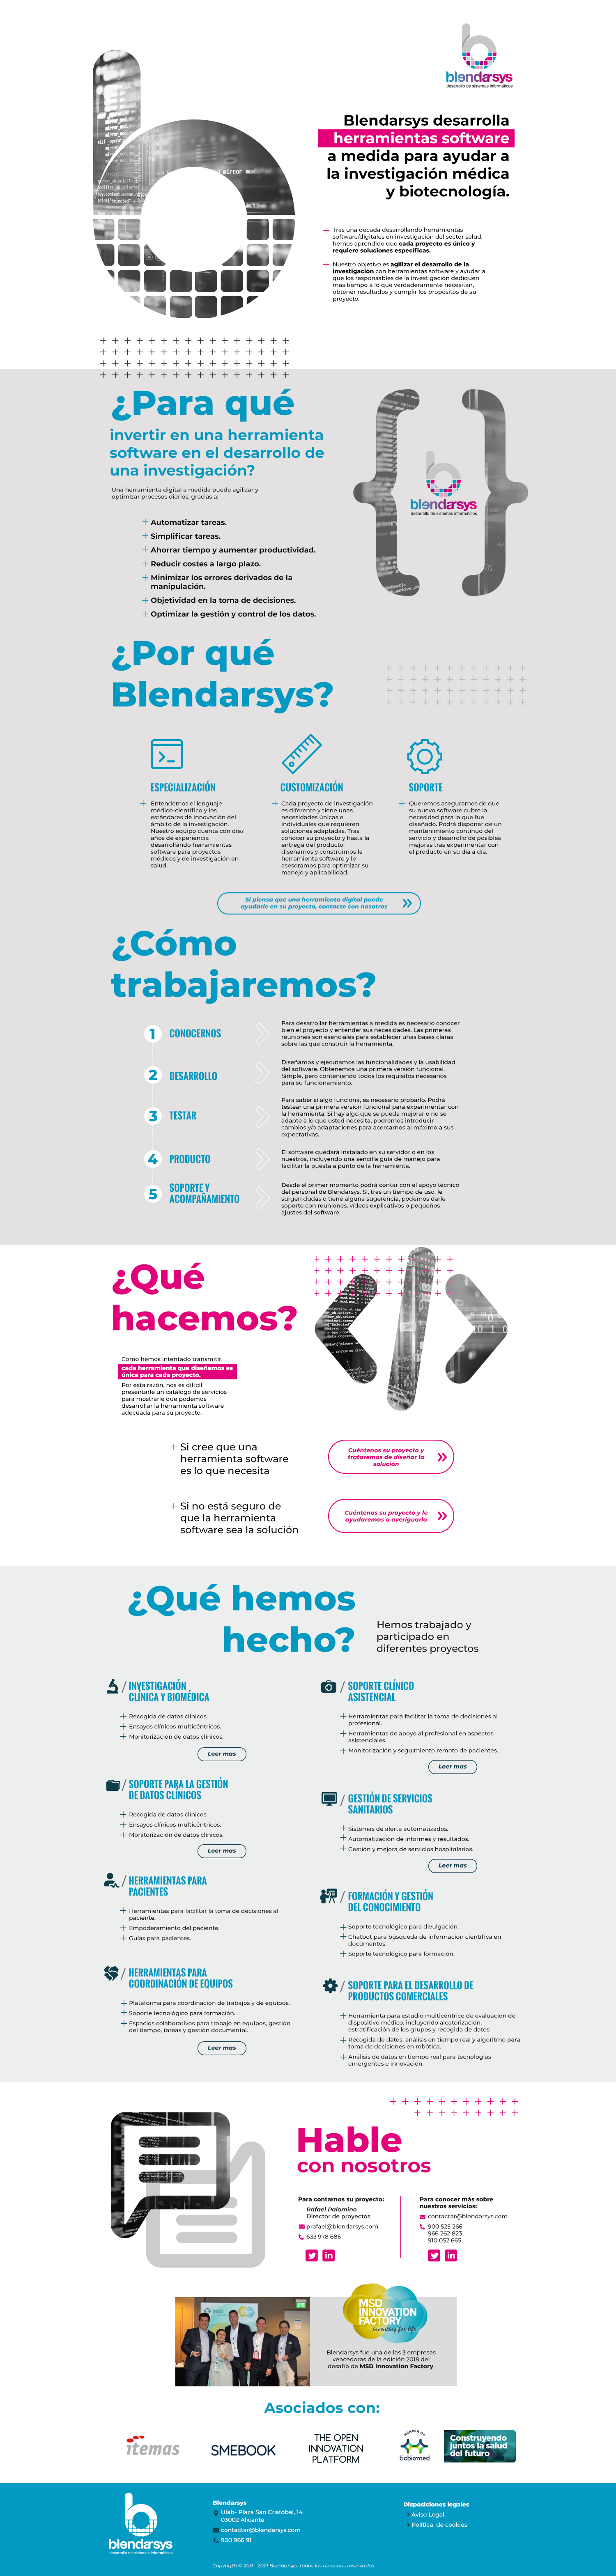 blendarsys
desarrollo de sistemas informáticos
Blendarsys desarrolla
herramientas software
a medida para ayudar a
la investigación médica
y biotecnología.
Tras una década desarrollando herramientas
software/digitales en investigación del sector salud,
hemos aprendido que cada proyecto es único y
requiere soluciones específicas.
Nuestro objetivo es agilizar el desarrollo de la
investigación con herramientas software y ayudar a
que los responsables de la investigación dediquen
más tiempo a lo que verdaderamente necesitan,
obtener resultados y cumplir los propósitos de su
proyecto.
¿Para qué
invertir en una herramienta
software en el desarrollo de
una investigación?
Una herramienta digital a medida puede agilizar y
optimizar procesos diarios, gracias a:
Automatizar tareas.
Simplificar tareas.
Ahorrar tiempo y aumentar productividad.
Reducir costes a largo plazo.
Minimizar los errores derivados de la
manipulación.
Objetividad en la toma de decisiones.
Optimizar la gestión y control de los datos.
blendarsys
desarrollo de sistemas informáticos
¿Por qué
Blendarsys?
ESPECIALIZACIÓN
Entendemos el lenguaje
médico-científico y los
estándares de innovación del
ámbito de la investigación.
Nuestro equipo cuenta con diez
años de experiencia
desarrollando herramientas
software para proyectos
médicos y de investigación en
salud.
CUSTOMIZACIÓN
Cada proyecto de investigación
es diferente y tiene unas
necesidades únicas e
individuales que requieren
soluciones adaptadas. Tras
conocer su proyecto y hasta la
entrega del producto,
diseñamos y construimos la
herramienta software y le
asesoramos para optimizar su
manejo y aplicabilidad.
SOPORTE
Queremos asegurarnos de que
su nuevo software cubre la
necesidad para la que fue
diseñado. Podrá disponer de un
mantenimiento continuo del
servicio y desarrollo de posibles
mejoras tras experimentar con
el producto en su día a día.
Si piensa que una herramienta digital puede
ayudarle en su proyecto, contacte con nosotros
¿Cómo
trabajaremos?
1 CONOCERNOS
Para desarrollar herramientas a medida es necesario conocer
bien el proyecto y entender sus necesidades. Las primeras
reuniones son esenciales para establecer unas bases claras
sobre las que construir la herramienta.
2 DESARROLLO
Diseñamos y ejecutamos las funcionalidades y la usabilidad
del software. Obtenemos una primera versión funcional.
Simple, pero conteniendo todos los requisitos necesarios
para su funcionamiento.
3 TESTAR
Para saber si algo funciona, es necesario probarlo. Podrá
testear una primera versión funcional para experimentar con
la herramienta. Si hay algo que se pueda mejorar o no se
adapte a lo que usted necesita, podremos introducir
cambios y/o adaptaciones para acercarnos al máximo a sus
expectativas.
4 PRODUCTO
El software quedará instalado en su servidor o en los
nuestros, incluyendo una sencilla guía de manejo para
facilitar la puesta a punto de la herramienta.
5 SOPORTE Y
ACOMPAÑAMIENTO
Desde el primer momento podrá contar con el apoyo técnico
del personal de Blendarsys. Si, tras un tiempo de uso, le
surgen dudas o tiene alguna sugerencia, podemos darle
soporte con reuniones, vídeos explicativos o pequeños
ajustes del software.
¿Qué
hacemos?
Como hemos intentado transmitir,
cada herramienta que diseñamos es
única para cada proyecto.
Por esta razón, nos es difícil
presentarle un catálogo de servicios
para mostrarle que podemos
desarrollar la herramienta software
adecuada para su proyecto.
Si cree que una
herramienta software
es lo que necesita
Cuéntenos su proyecto y
trataremos de diseñar la
solución
Si no está seguro de
que la herramienta
software sea la solución
Cuéntenos su proyecto y le
ayudaremos a averiguarlo
¿Qué hemos
hecho?
Hemos trabajado y
participado en
diferentes proyectos
/ INVESTIGACIÓN
CLÍNICA Y BIOMÉDICA
Recogida de datos clínicos.
Ensayos clínicos multicéntricos.
Monitorización de datos clínicos.
Leer mas
/ SOPORTE PARA LA GESTIÓN
DE DATOS CLÍNICOS
Recogida de datos clínicos.
Ensayos clínicos multicéntricos.
Monitorización de datos clínicos.
Leer mas
/ HERRAMIENTAS PARA
PACIENTES
Herramientas para facilitar la toma de decisiones al
paciente.
Empoderamiento del paciente.
Guías para pacientes.
/ HERRAMIENTAS PARA
COORDINACIÓN DE EQUIPOS
Plataforma para coordinación de trabajos y de equipos.
Soporte tecnológico para formación.
Espacios colaborativos para trabajo en equipos, gestión
del tiempo, tareas y gestión documental.
Leer mas
/ SOPORTE CLÍNICO
ASISTENCIAL
Herramientas para facilitar la toma de decisiones al
profesional.
Herramientas de apoyo al profesional en aspectos
asistenciales.
Monitorización y seguimiento remoto de pacientes.
Leer mas
/ GESTIÓN DE SERVICIOS
SANITARIOS
Sistemas de alerta automatizados.
Automatización de informes y resultados.
Gestión y mejora de servicios hospitalarios.
Leer mas
/ FORMACIÓN Y GESTIÓN
DEL CONOCIMIENTO
Soporte tecnológico para divulgación.
Chatbot para búsqueda de información científica en
documentos.
Soporte tecnológico para formación.
/ SOPORTE PARA EL DESARROLLO DE
PRODUCTOS COMERCIALES
Herramienta para estudio multicéntrico de evaluación de
dispositivo médico, incluyendo aleatorización,
estratificación de los grupos y recogida de datos.
Recogida de datos, análisis en tiempo real y algoritmo para
toma de decisiones en robótica.
Análisis de datos en tiempo real para tecnologías
emergentes e innovación.
Hable
con nosotros
Para contarnos su proyecto:
Rafael Palomino
Director de proyectos
prafael@blendarsys.com
633 978 686
Para conocer más sobre
nuestros servicios:
contactar@blendarsys.com
900 525 266
966 262 823
910 052 665
MSD
INNOVATION
FACTORY
inventing for life
Blendarsys fue una de las 3 empresas
vencedoras de la edición 2018 del
desafío de MSD Innovation Factory.
Asociados con:
itemas
SMEBOOK
THE OPEN
INNOVATION
PLATFORM
MEMBER OF
ticbiomed
Construyendo
juntos la salud
del futuro
blendarsys
desarrollo de sistemas informáticos
Blendarsys
Ulab- Plaza San Cristóbal, 14
03002 Alicante
contactar@blendarsys.com
900 966 91
Disposiciones legales
Aviso Legal
Política de cookies
Copyrigth © 2011 - 2021 Blendarsys. Todos los derechos reservados.